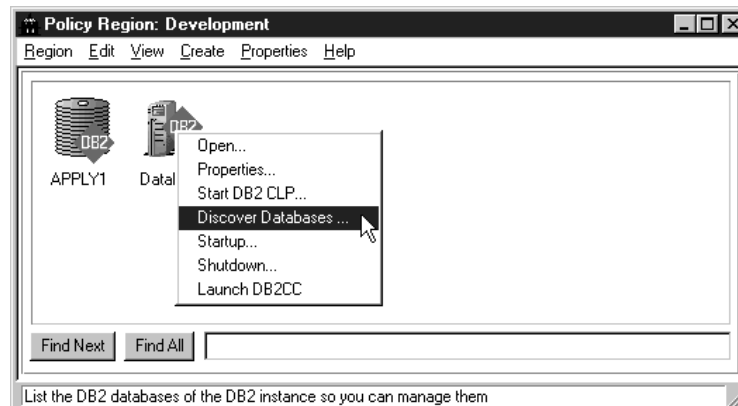 Policy Region: Development
Region Edit View Create Properties Help
DB2
DB2
APPLY1
Open...
Properties...
Start DB2 CLP...
Discover Databases ...
Startup...
Shutdown...
Launch DB2CC
Find Next Find All
List the DB2 databases of the DB2 instance so you can manage them